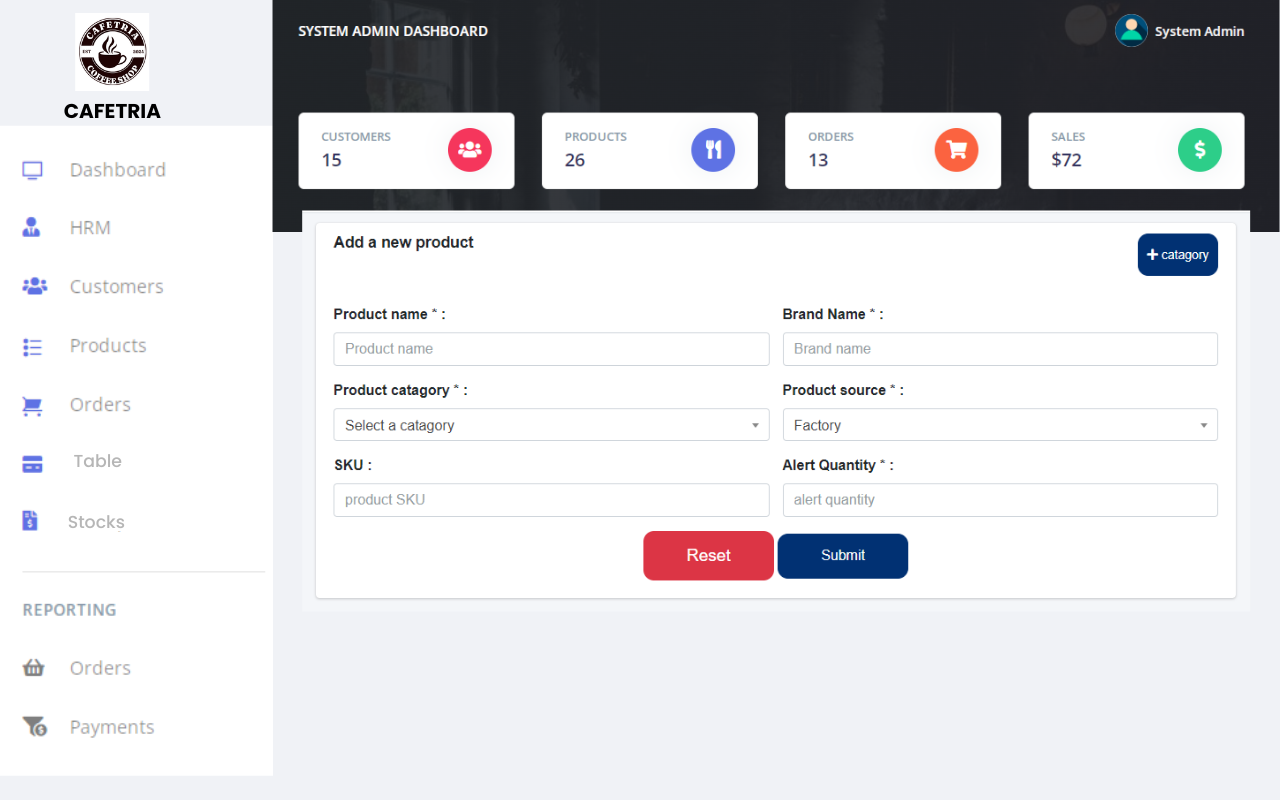 CAFETRIA
EST 2021
COFFEE SHOP
CAFETRIA
Dashboard
HRM
Customers
Products
Orders
Table
Stocks
REPORTING
Orders
Payments
SYSTEM ADMIN DASHBOARD
System Admin
CUSTOMERS
15
PRODUCTS
26
ORDERS
13
SALES
$72
Add a new product
+ catagory
Product name * :
Brand Name * :
Product name
Brand name
Product catagory * :
Product source * :
Select a catagory
Factory
SKU :
Alert Quantity * :
product SKU
alert quantity
Reset
Submit